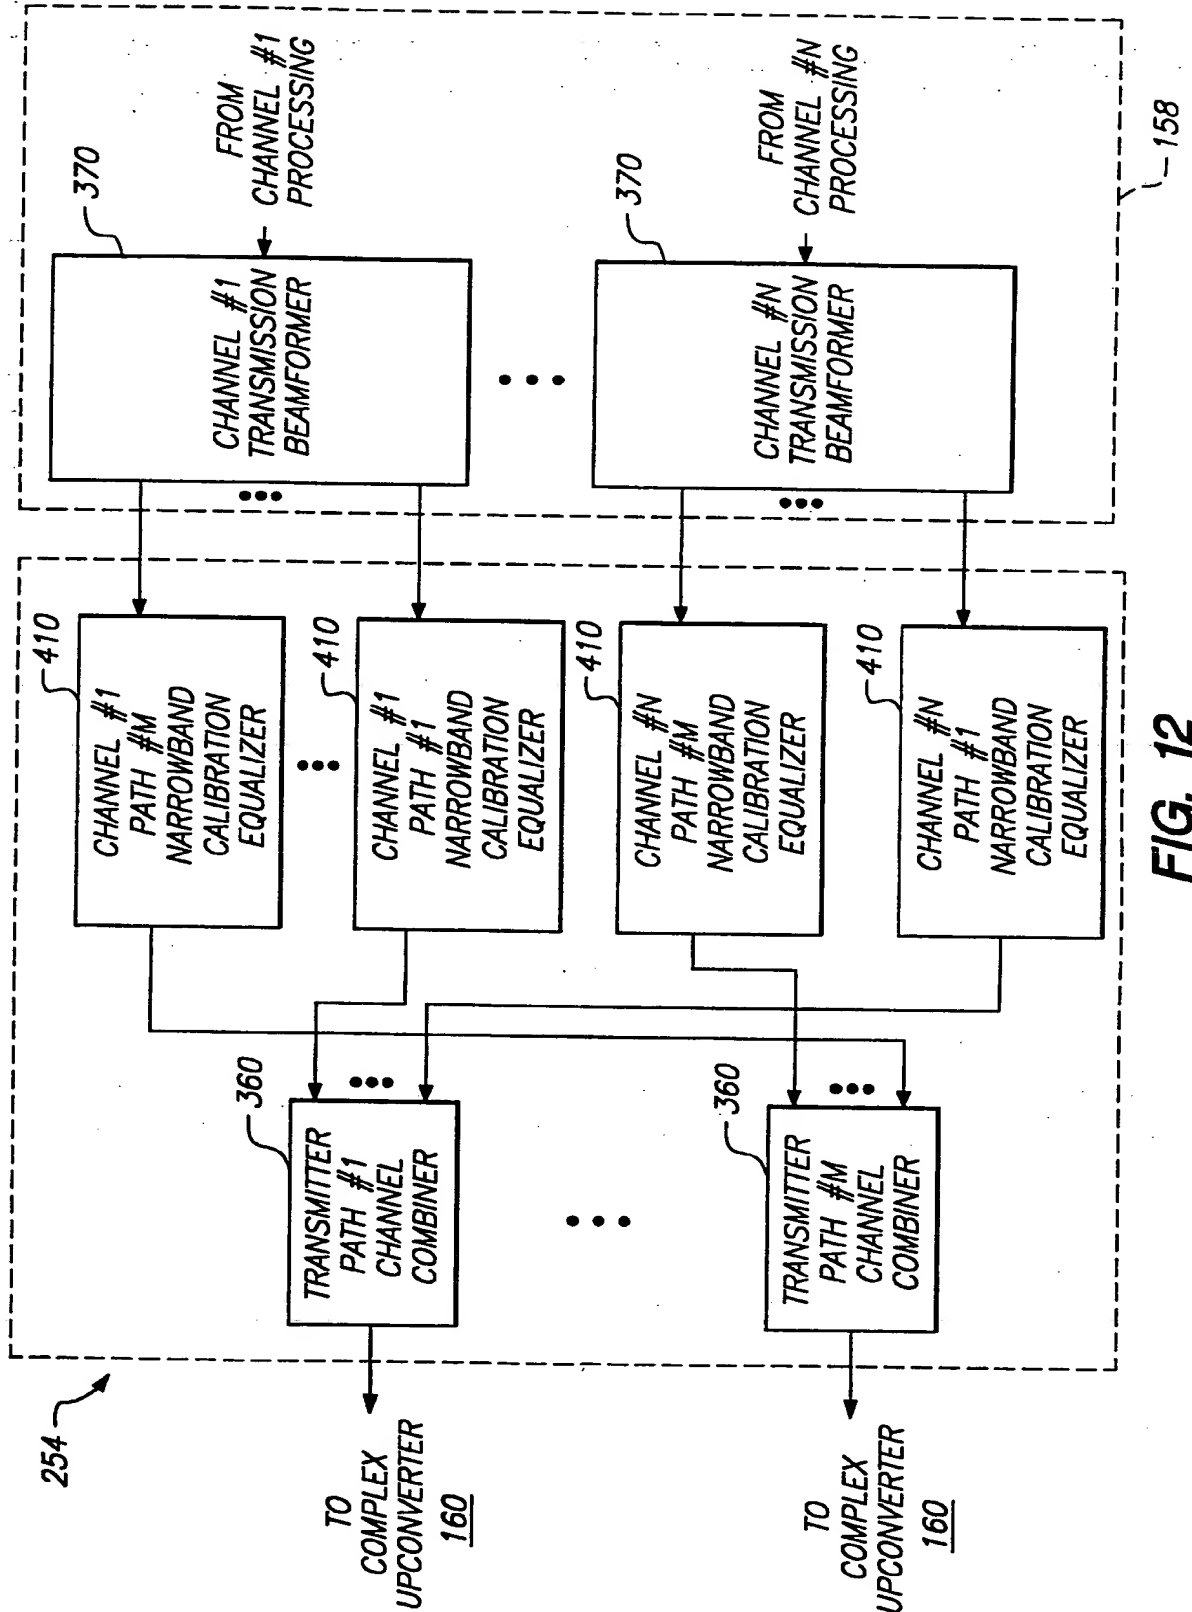 254
TO
COMPLEX
UPCONVERTER
160
TO
COMPLEX
UPCONVERTER
160
360
TRANSMITTER
PATH #1
CHANNEL
COMBINER
360
TRANSMITTER
PATH #M
CHANNEL
COMBINER
410
CHANNEL #1
PATH #M
NARROWBAND
CALIBRATION
EQUALIZER
410
CHANNEL #1
PATH #1
NARROWBAND
CALIBRATION
EQUALIZER
410
CHANNEL #N
PATH #M
NARROWBAND
CALIBRATION
EQUALIZER
410
CHANNEL #N
PATH #1
NARROWBAND
CALIBRATION
EQUALIZER
370
CHANNEL #1
TRANSMISSION
BEAMFORMER
370
CHANNEL #N
TRANSMISSION
BEAMFORMER
FROM
CHANNEL #1
PROCESSING
FROM
CHANNEL #N
PROCESSING
158
FIG. 12